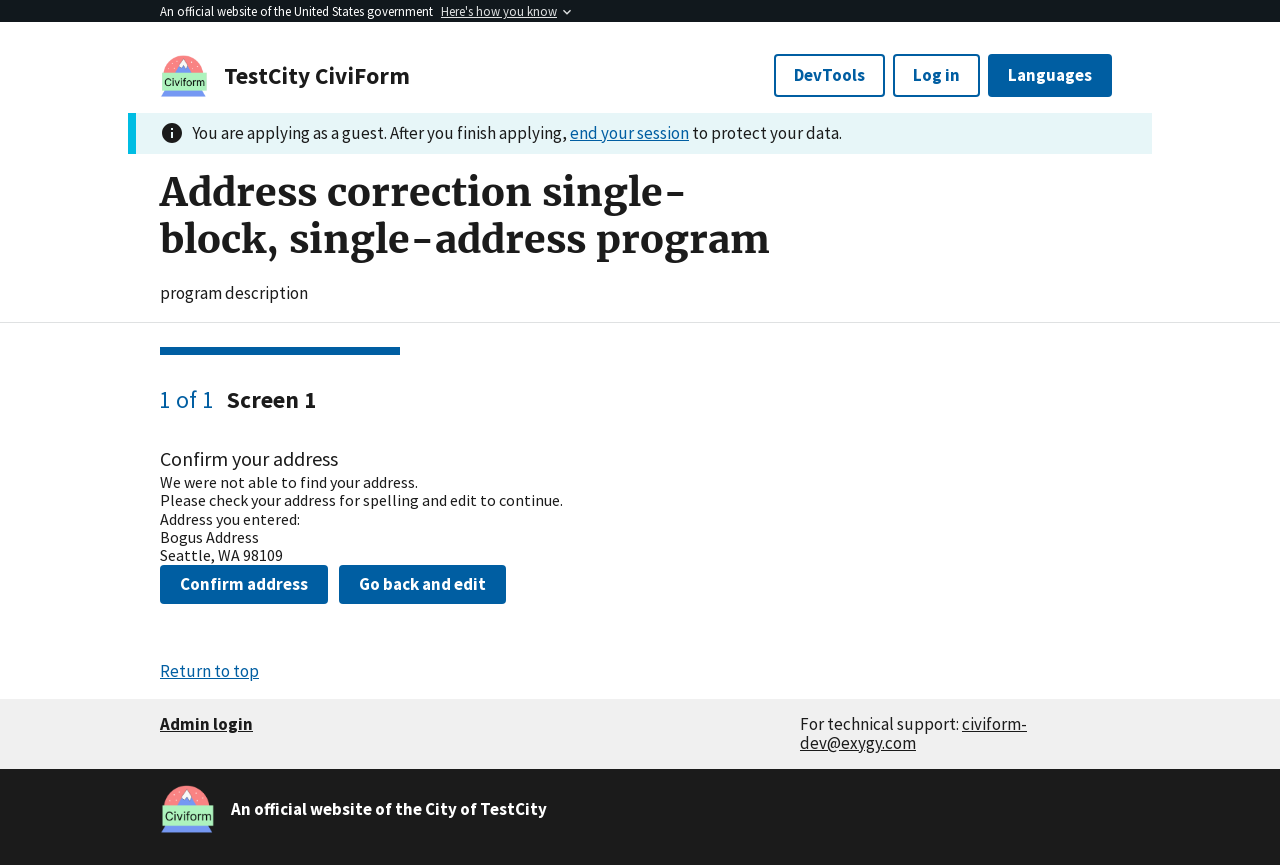 An official website of the United States government Here's how you know
Civiform
TestCity CiviForm
DevTools
Log in
Languages
You are applying as a guest. After you finish applying, end your session to protect your data.
Address correction single-
block, single-address program
program description
1 of 1 Screen 1
Confirm your address
We were not able to find your address.
Please check your address for spelling and edit to continue.
Address you entered:
Bogus Address
Seattle, WA 98109
Confirm address
Go back and edit
Return to top
Admin login
For technical support: civiform-
dev@exygy.com
Civiform
An official website of the City of TestCity